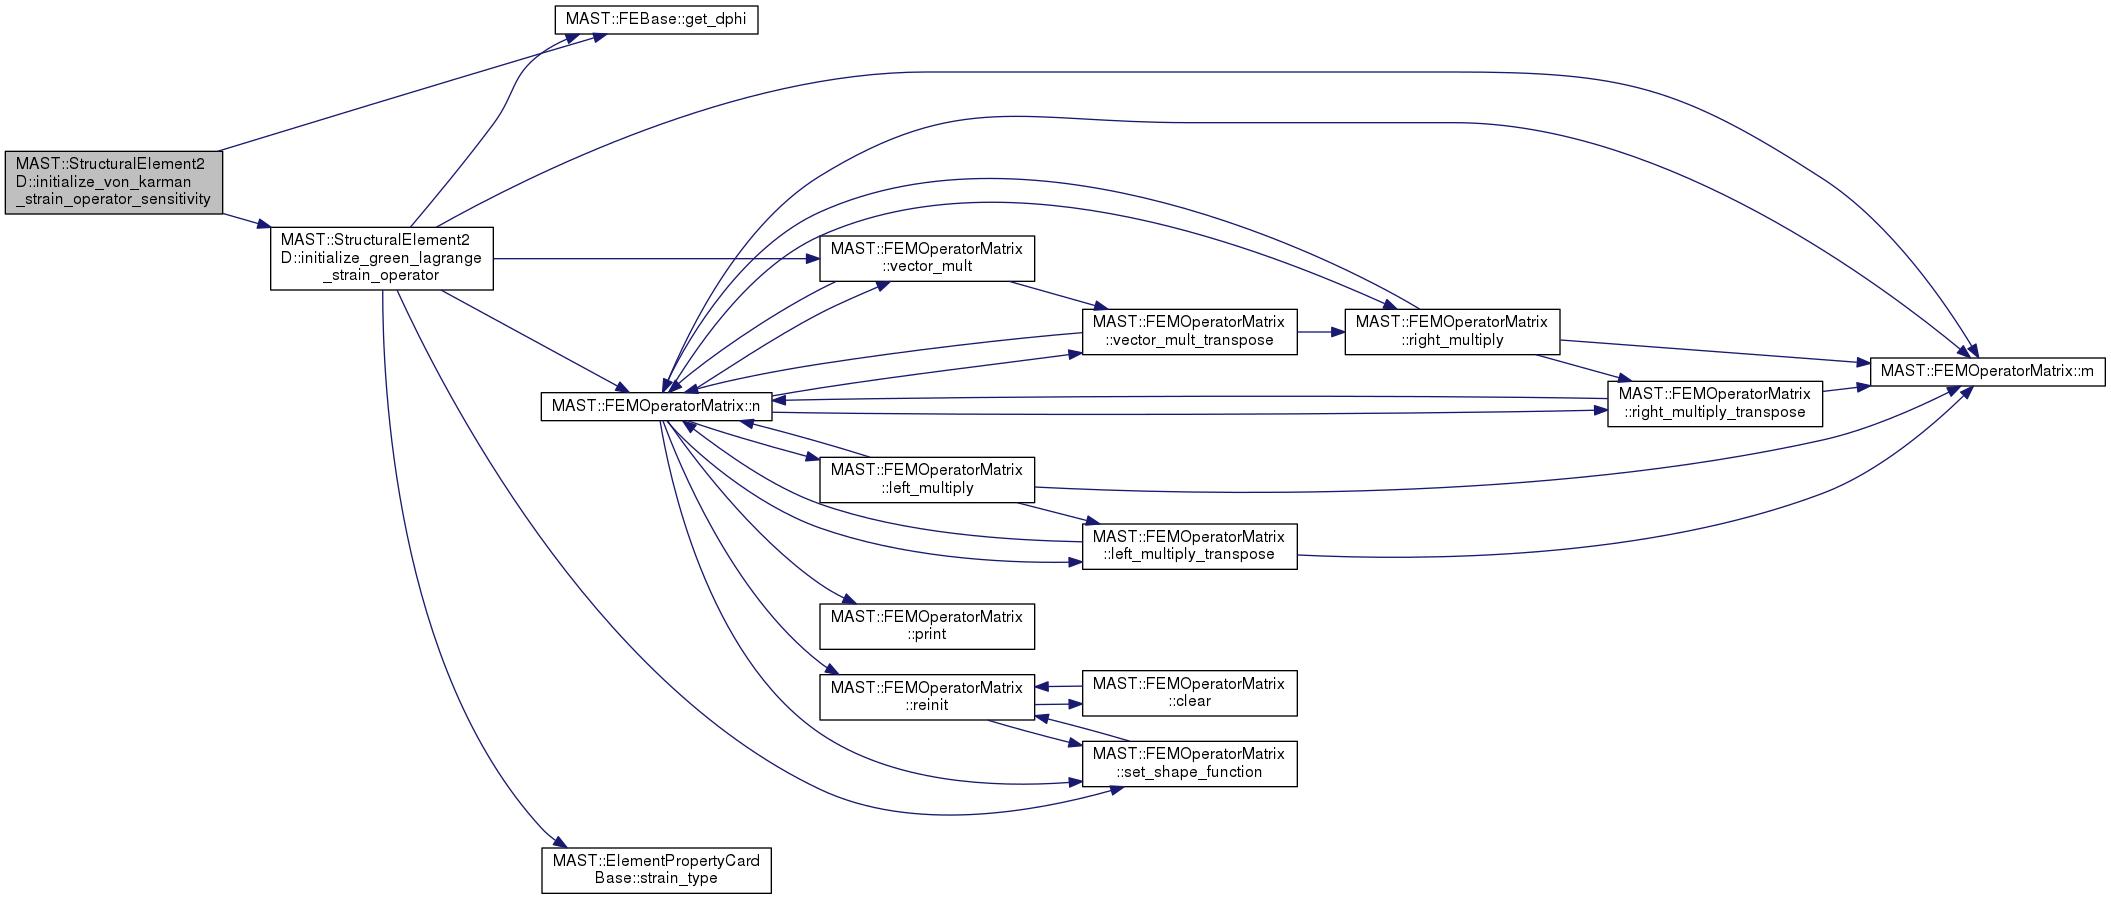 MAST::FEBase::get_dphi
MAST::StructuralElement2
D::initialize_von_karman
_strain_operator_sensitivity
MAST::StructuralElement2
D::initialize_green_lagrange
_strain_operator
MAST::FEMOperatorMatrix
::vector_mult
MAST::FEMOperatorMatrix
::vector_mult_transpose
MAST::FEMOperatorMatrix
::right_multiply
MAST::FEMOperatorMatrix::m
MAST::FEMOperatorMatrix
::right_multiply_transpose
MAST::FEMOperatorMatrix::n
MAST::FEMOperatorMatrix
::left_multiply
MAST::FEMOperatorMatrix
::left_multiply_transpose
MAST::FEMOperatorMatrix
::print
MAST::FEMOperatorMatrix
::reinit
MAST::FEMOperatorMatrix
::clear
MAST::FEMOperatorMatrix
::set_shape_function
MAST::ElementPropertyCard
Base::strain_type